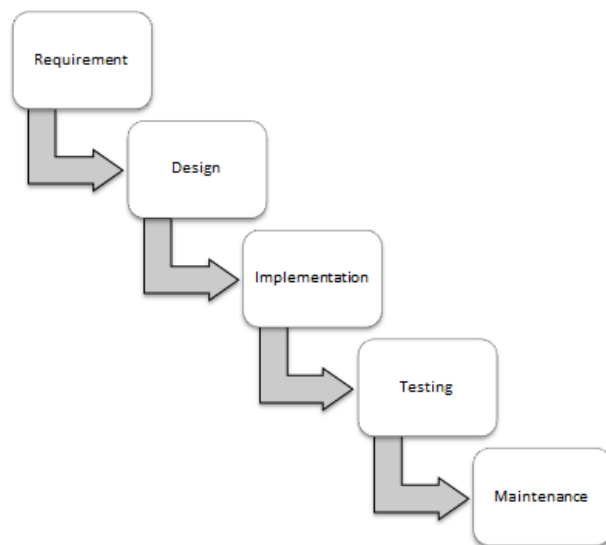 Requirement
Design
Implementation
Testing
Maintenance